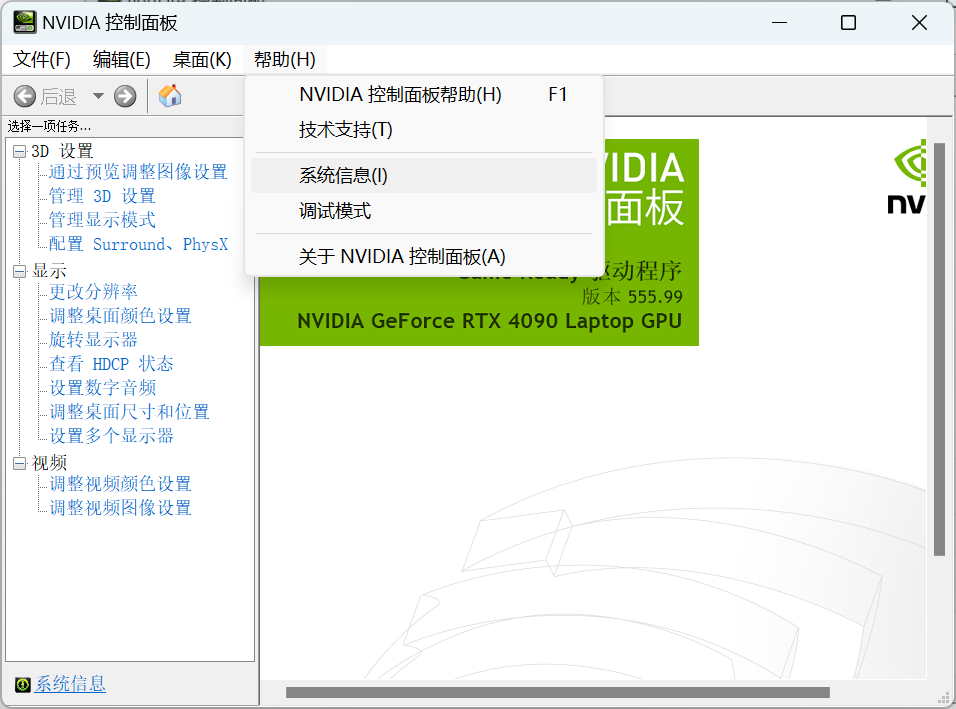 NVIDIA 控制面板
文件(F) 编辑(E) 桌面(K) 帮助(H)
后退
选择一项任务...
3D 设置
通过预览调整图像设置
管理 3D 设置
管理显示模式
配置 Surround、PhysX
显示
更改分辨率
调整桌面颜色设置
旋转显示器
查看 HDCP 状态
设置数字音频
调整桌面尺寸和位置
设置多个显示器
视频
调整视频颜色设置
调整视频图像设置
系统信息
NVIDIA 控制面板帮助(H) F1
技术支持(T)
系统信息(I)
调试模式
关于 NVIDIA 控制面板(A)
VIDIA
面板
Game Ready 驱动程序
版本 555.99
NVIDIA GeForce RTX 4090 Laptop GPU
nv